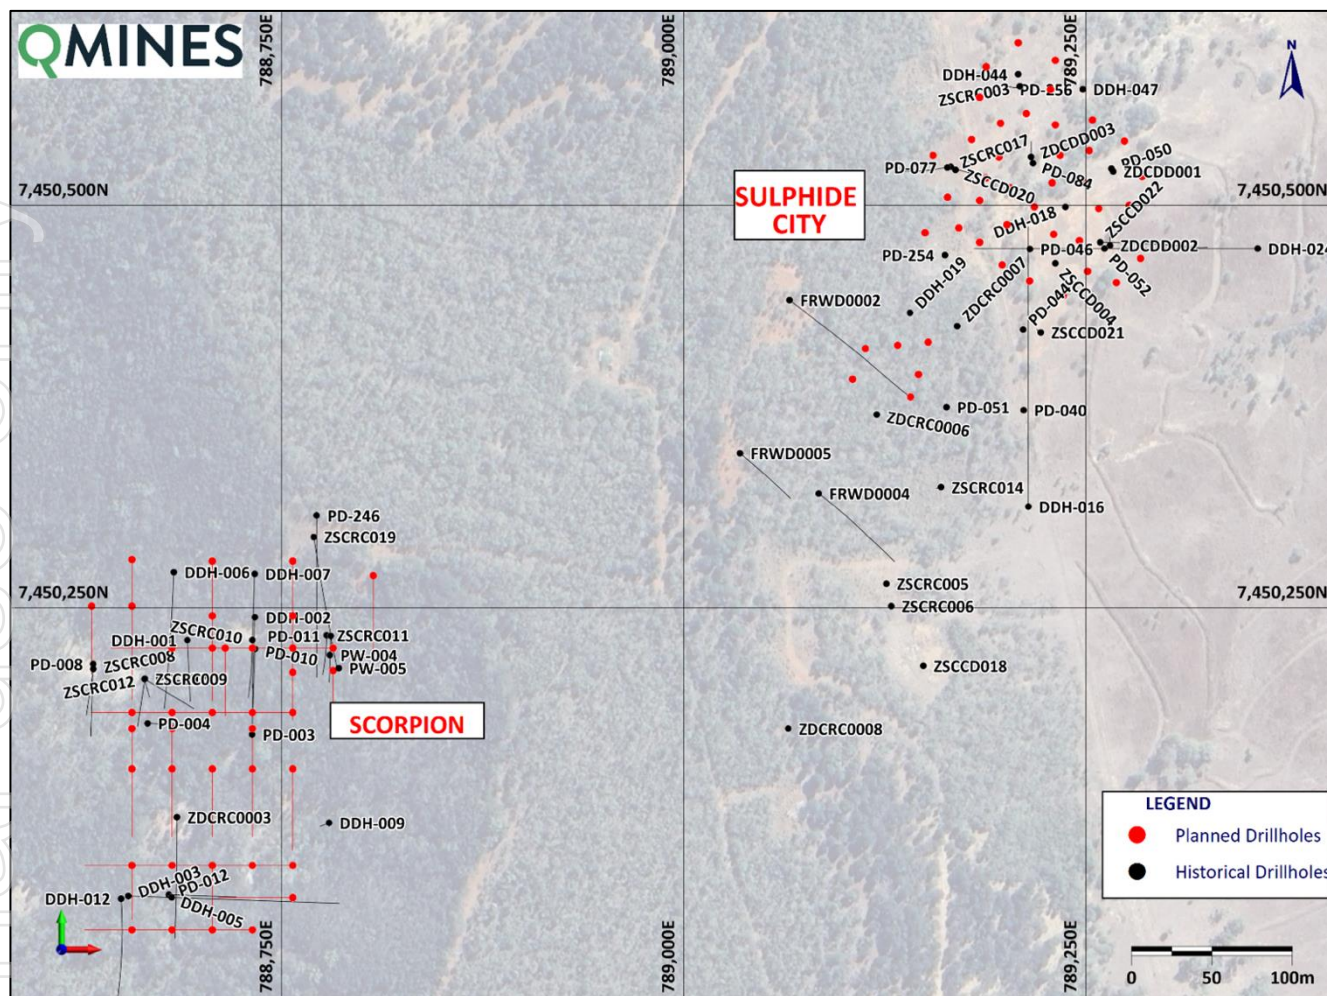 QMINES
788,750E
789,000E
789,250E
N
DDH-044
ZSCRC003
PD-256
DDH-047
ZSCRC017
ZDCDD003
PD-077
PD-084
PD-050
ZDCDD001
ZSCCD020
7,450,500N
SULPHIDE
CITY
7,450,500N
DDH-018
ZSCCD022
PD-254
DDH-019
PD-046
ZDCDD002
DDH-024
PD-052
ZDCRC0007
PD-044
ZSCCD004
FRWD0002
ZSCCD021
PD-051
PD-040
ZDCRC0006
FRWD0005
FRWD0004
ZSCRC014
DDH-016
PD-246
ZSCRC019
DDH-006
DDH-007
ZSCRC005
7,450,250N
7,450,250N
ZSCRC006
DDH-002
DDH-001
ZSCRC010
PD-011
ZSCRC011
PD-010
PW-004
PD-008
ZSCRC008
PW-005
ZSCCD018
ZSCRC012
ZSCRC009
PD-004
PD-003
SCORPION
ZDCRC0008
ZDCRC0003
DDH-009
DDH-012
DDH-003
PD-012
DDH-005
LEGEND
Planned Drillholes
Historical Drillholes
788,750E
789,000E
789,250E
0 50 100m